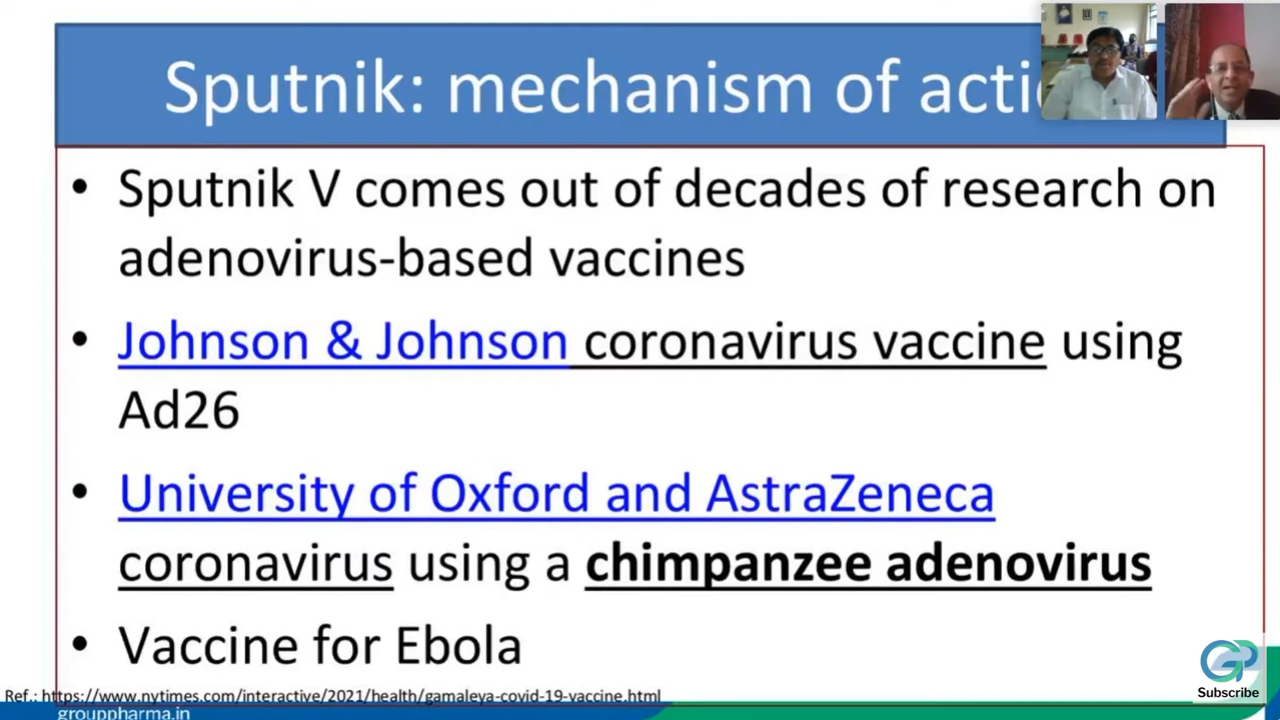 Sputnik: mechanism of acti
• Sputnik V comes out of decades of research on
adenovirus-based vaccines
• Johnson & Johnson coronavirus vaccine using
Ad26
• University of Oxford and AstraZeneca
coronavirus using a chimpanzee adenovirus
• Vaccine for Ebola
Ref.: https://www.nytimes.com/interactive/2021/health/gamaleya-covid-19-vaccine.html
grouppharma.in
GP
Subscribe